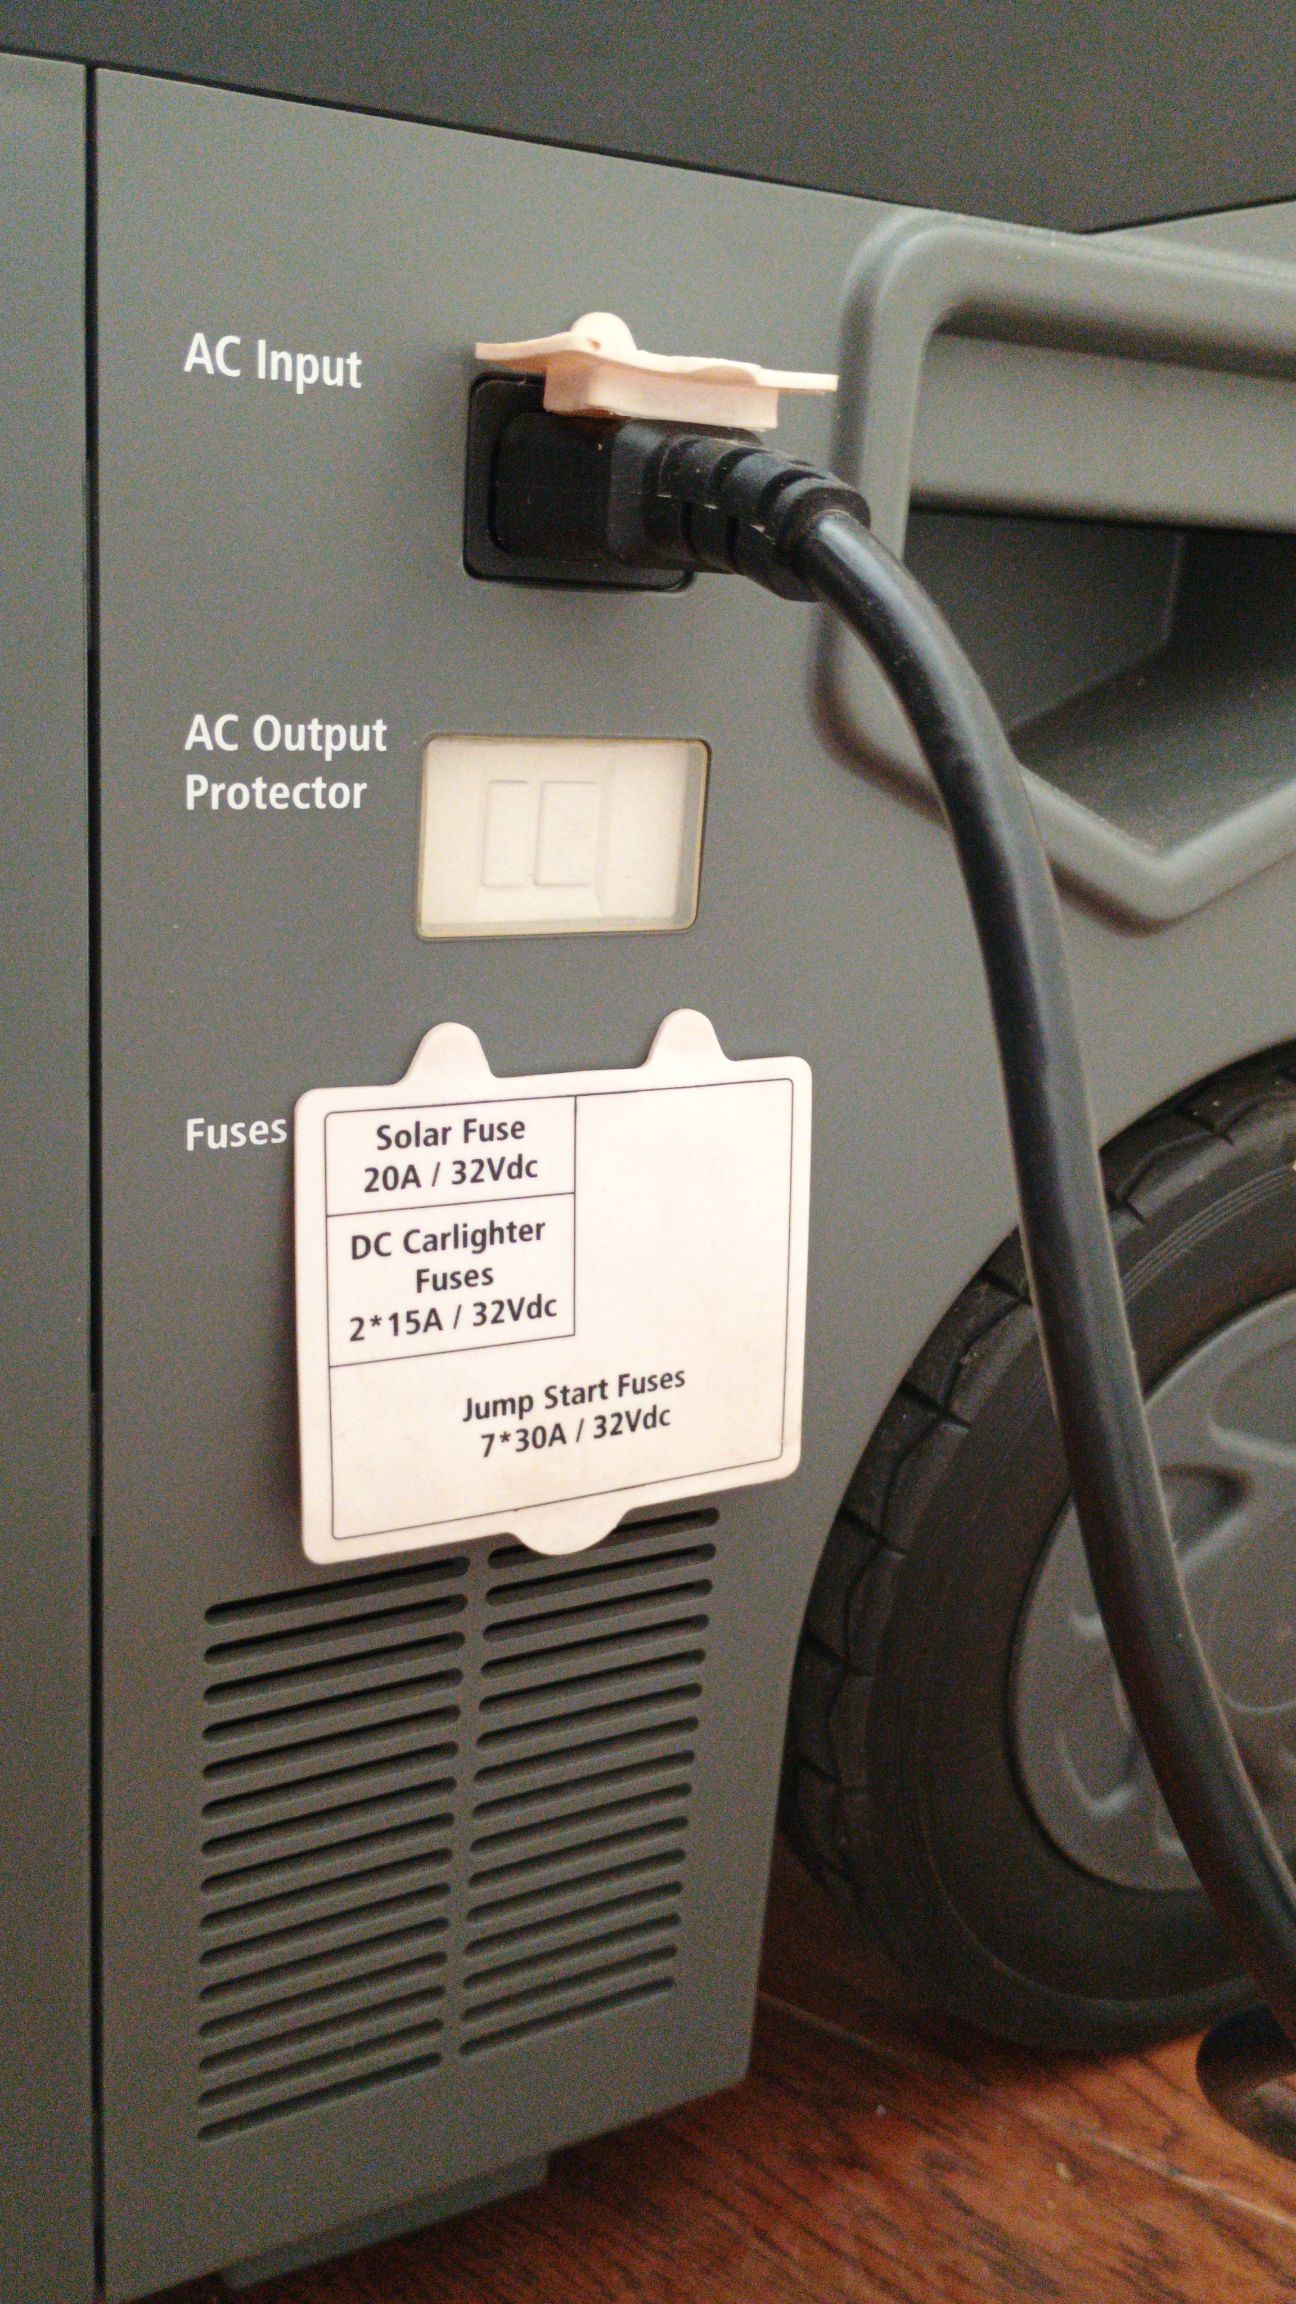 AC Input
AC Output
Protector
Fuses
Solar Fuse
20A / 32Vdc
DC Carlighter
Fuses
2*15A / 32Vdc
Jump Start Fuses
7*30A / 32Vdc